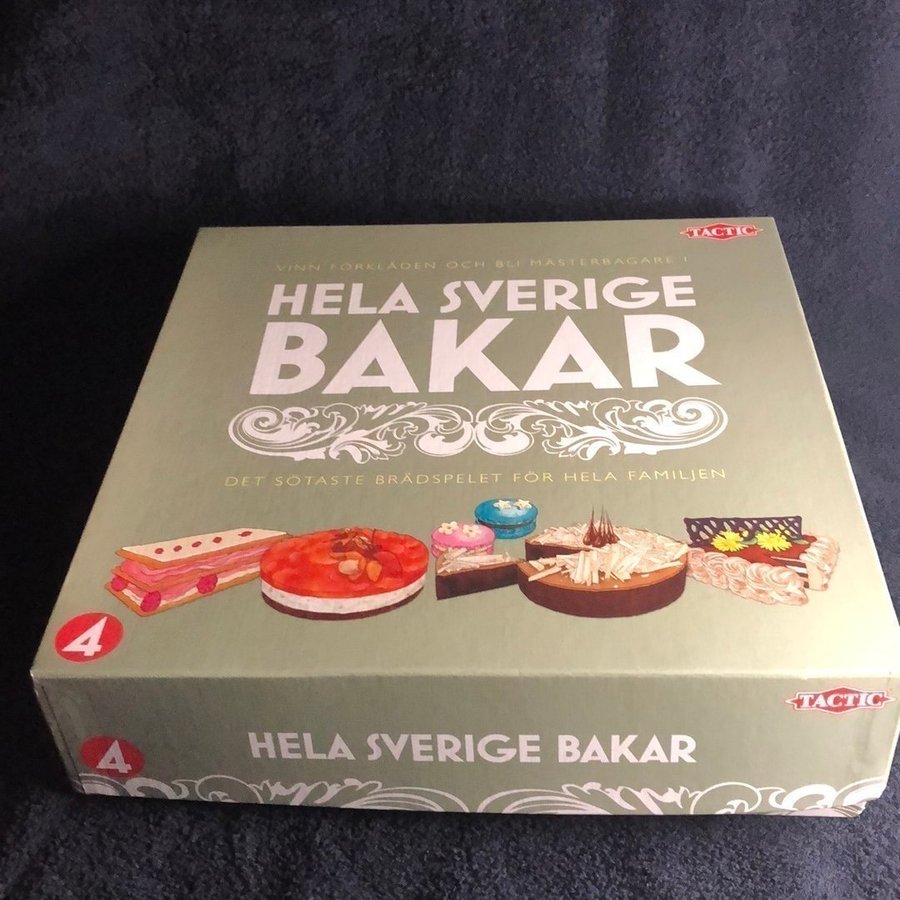 TACTIC
VINN FÖRKLÄDEN OCH BLI MÄSTERBAGARE I
HELA SVERIGE
BAKAR
DET SÖTASTE BRÄDSPELET FÖR HELA FAMILJEN
4
TACTIC
HELA SVERIGE BAKAR
4